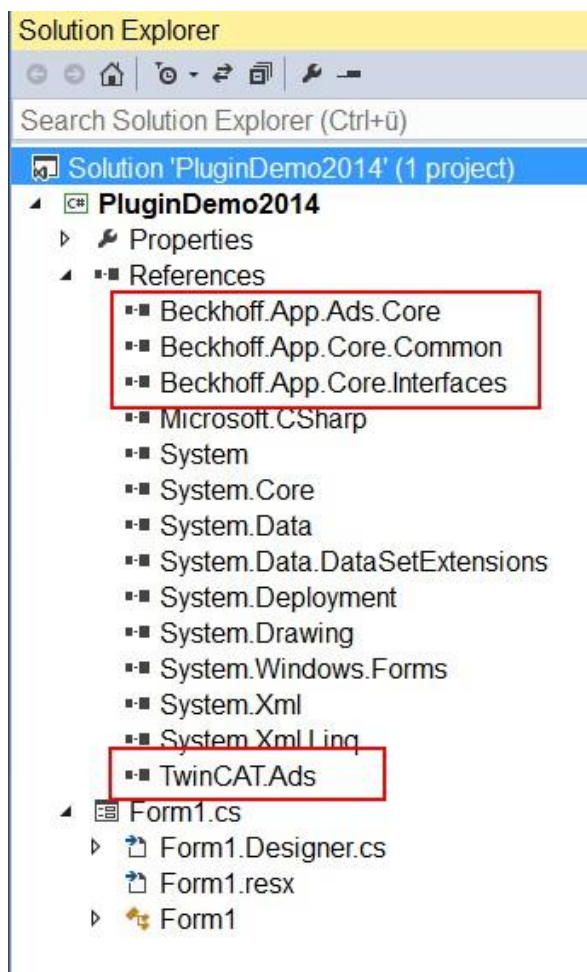 Solution Explorer
Search Solution Explorer (Ctrl+ü)
Solution 'PluginDemo2014' (1 project)
C# PluginDemo2014
Properties
References
Beckhoff.App.Ads.Core
Beckhoff.App.Core.Common
Beckhoff.App.Core.Interfaces
Microsoft.CSharp
System
System.Core
System.Data
System.Data.DataSetExtensions
System.Deployment
System.Drawing
System.Windows.Forms
System.Xml
System.Xml.Linq
TwinCAT.Ads
Form1.cs
Form1.Designer.cs
Form1.resx
Form1